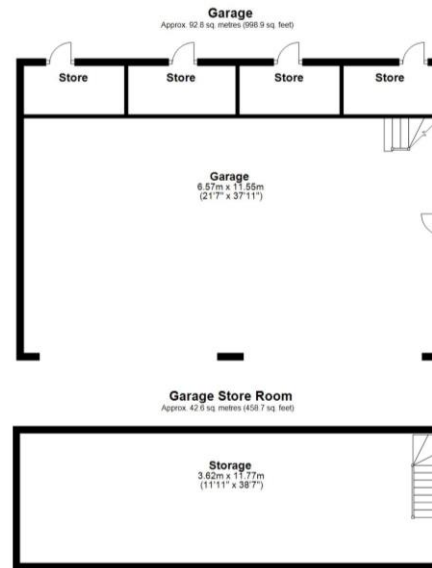 Garage
Approx. 92.8 sq. metres (998.9 sq. feet)
Store Store Store Store
Garage
6.57m x 11.55m
(21'7" x 37'11")
Garage Store Room
Approx. 42.6 sq. metres (458.7 sq. feet)
Storage
3.62m x 11.77m
(11'11" x 38'7")